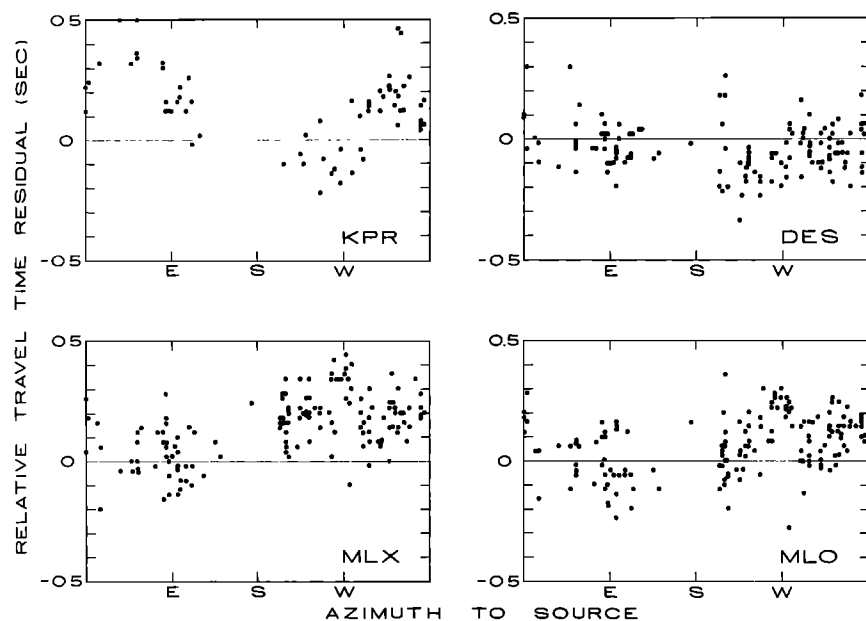 RELATIVE TRAVEL TIME RESIDUAL (SEC)
0.5
0
-0.5
KPR
E S W
0.5
0
-0.5
DES
E S W
0.5
0
-0.5
MLX
E S W
0.5
0
-0.5
MLO
E S W
AZIMUTH TO SOURCE